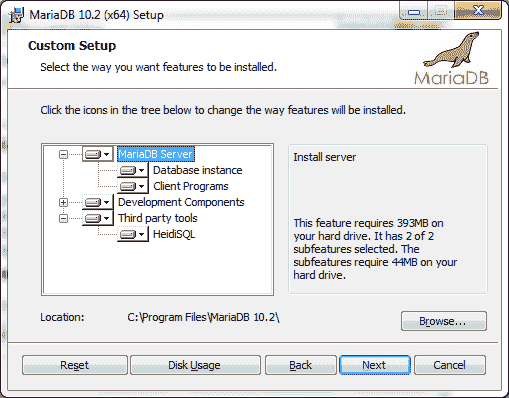 MariaDB 10.2 (x64) Setup
Custom Setup
Select the way you want features to be installed.
MariaDB
Click the icons in the tree below to change the way features will be installed.
MariaDB Server
Database instance
Client Programs
Development Components
Third party tools
HeidiSQL
Install server
This feature requires 393MB on
your hard drive. It has 2 of 2
subfeatures selected. The
subfeatures require 44MB on your
hard drive.
Location: C:\Program Files\MariaDB 10.2\
Browse...
Reset Disk Usage Back Next Cancel